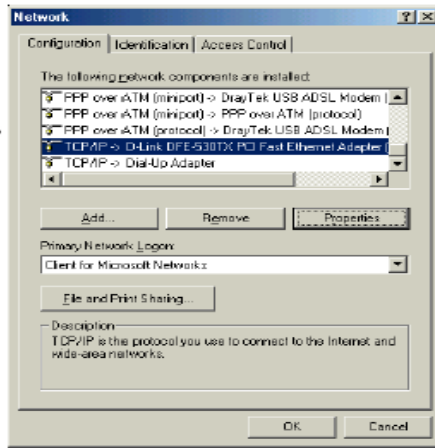 Network
Configuration
Identification
Access Control
The following network components are installed:
PPP over ATM (miniport) -> DrayTek USB ADSL Modem (
PPP over ATM (miniport) -> PPP over ATM (protocol)
PPP over ATM (protocol) -> DrayTek USB ADSL Modem (
TCP/IP -> D-Link DFE-530TX PCI Fast Ethernet Adapter (
TCP/IP -> Dial-Up Adapter
Add...
Remove
Properties
Primary Network Logon:
Client for Microsoft Networks
File and Print Sharing...
Description
TCP/IP is the protocol you use to connect to the Internet and
wide-area networks.
OK
Cancel